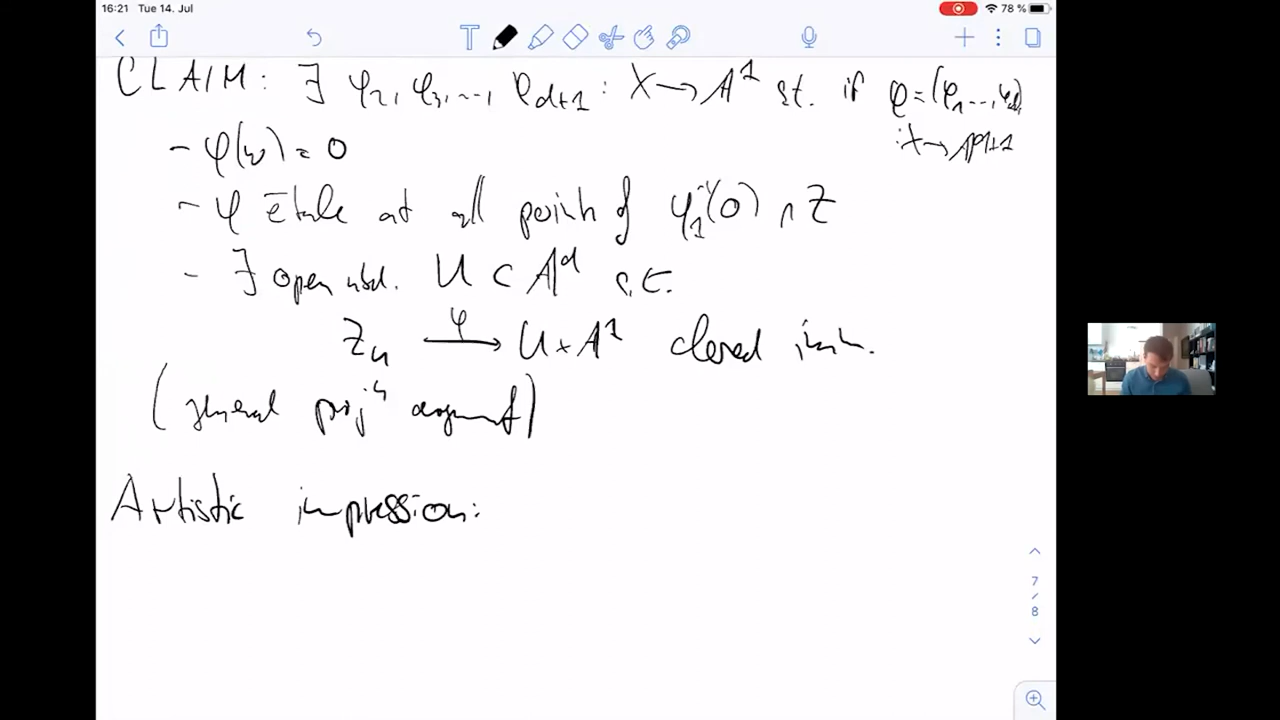 16:21 Tue 14. Jul 78 %
CLAIM: ∃ φ₂, φ₃, ..., φ_{d+1} : X → A¹ st. if φ = (φ₁ ..., φ_d)
: X → A^{d+1}
- φ(w) = 0
- φ étale at all points of φ₁⁻¹(0) ∩ Z
- ∃ open nbd. U ⊂ A^d s.t.
Z_U →^φ U × A¹ closed imm.
(general proj^n argument)
Artistic impression:
7
/
8